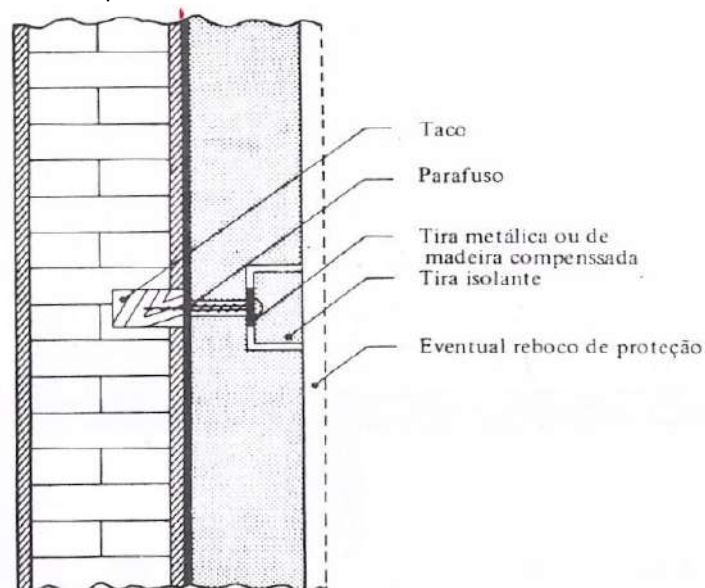 Taco
Parafuso
Tira metálica ou de
madeira compenssada
Tira isolante
Eventual reboco de proteção